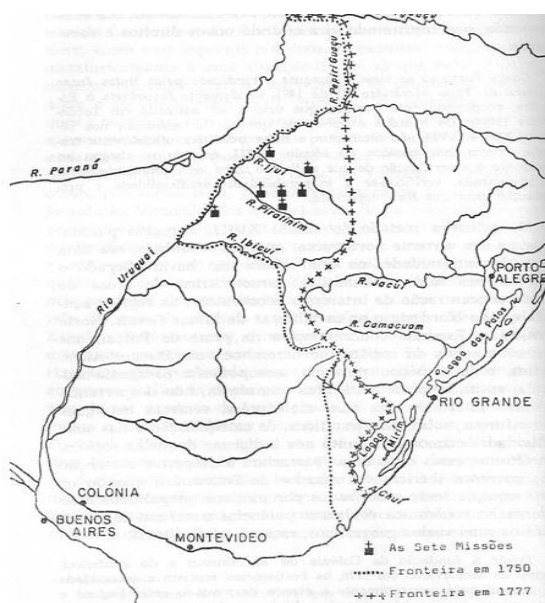 R. Pepiri Guaçu
R. Paraná
R. Ijuí
R. Piratinim
R. Ibicuí
Rio Uruguai
R. Jacuí
PORTO
ALEGRE
R. Camacuam
Lagoa dos Patos
RIO GRANDE
Lagoa Mirim
Chuí
COLÔNIA
BUENOS
AIRES
MONTEVIDEO
As Sete Missões
Fronteira em 1750
Fronteira em 1777